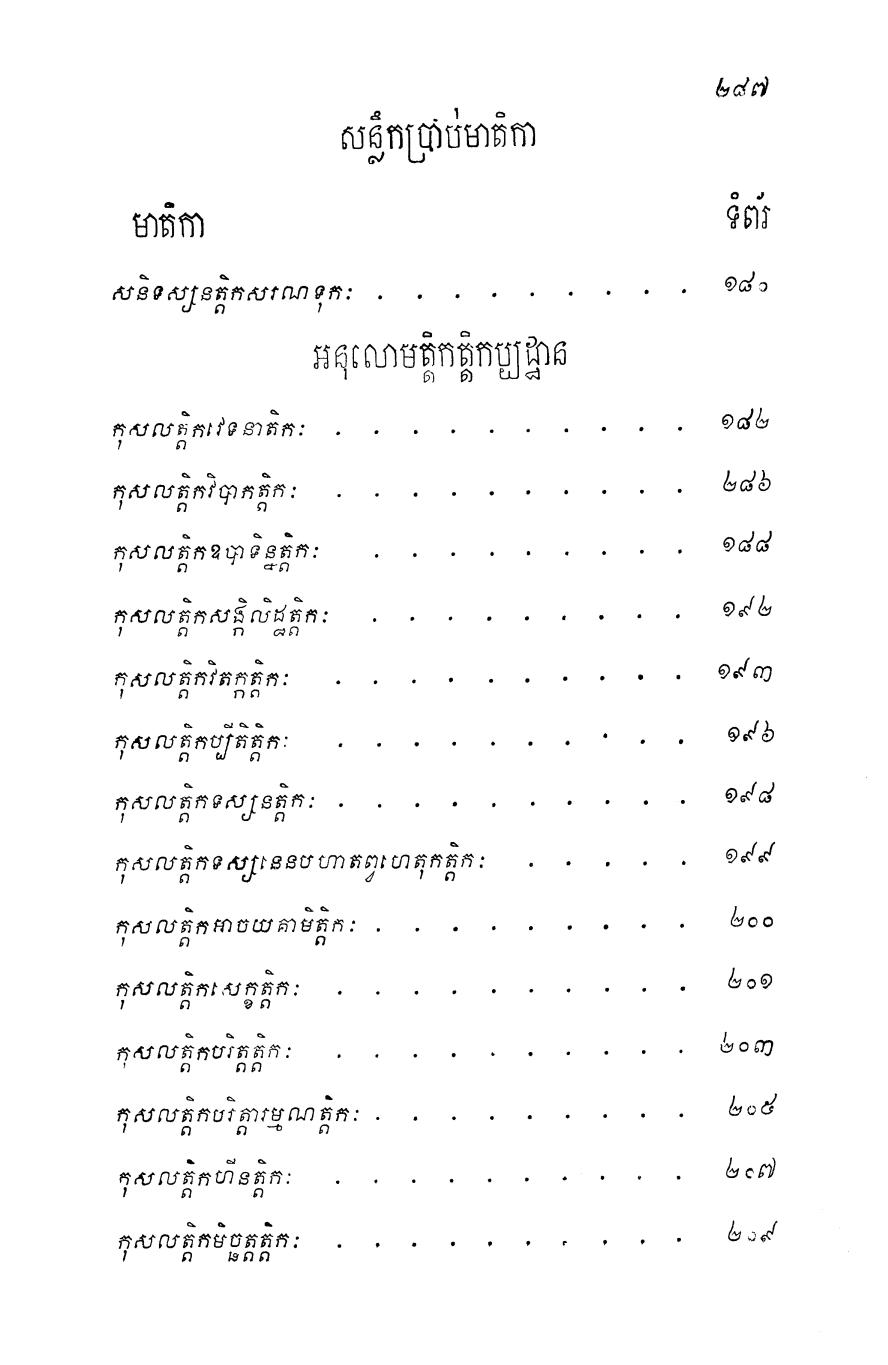 ២៨៧
សន្លឹកប្រាប់មាតិកា
មាតិកា ទំព័រ
សនិទស្សនត្តិកសរណទុកៈ . . . . . . . . . ១៨០
អនុលោមត្តិកត្តិកប្បដ្ឋាន
កុសលត្តិកវេទនាតិកៈ . . . . . . . . . . ១៨២
កុសលត្តិកវិបាកត្តិកៈ . . . . . . . . . . ២៨៦
កុសលត្តិកឧបាទិន្នត្តិកៈ . . . . . . . . . ១៨៨
កុសលត្តិកសង្កិលិដ្ឋត្តិកៈ . . . . . . . . . ១៩២
កុសលត្តិកវិតក្កត្តិកៈ . . . . . . . . . . ១៩៣
កុសលត្តិកប្បីតិត្តិកៈ . . . . . . . . . . ១៩៦
កុសលត្តិកទស្សនត្តិកៈ . . . . . . . . . . ១៩៨
កុសលត្តិកទស្សនេនបហាតព្វហេតុកត្តិកៈ . . . . . ១៩៩
កុសលត្តិកអាចយគាមិត្តិកៈ . . . . . . . . . ២០០
កុសលត្តិកសេក្ខត្តិកៈ . . . . . . . . . . ២០១
កុសលត្តិកបរិត្តត្តិកៈ . . . . . . . . . . ២០៣
កុសលត្តិកបរិត្តារម្មណត្តិកៈ . . . . . . . . . ២០៥
កុសលត្តិកហីនត្តិកៈ . . . . . . . . . . ២០៧
កុសលត្តិកមិច្ឆត្តត្តិកៈ . . . . . . . . . . ២០៩